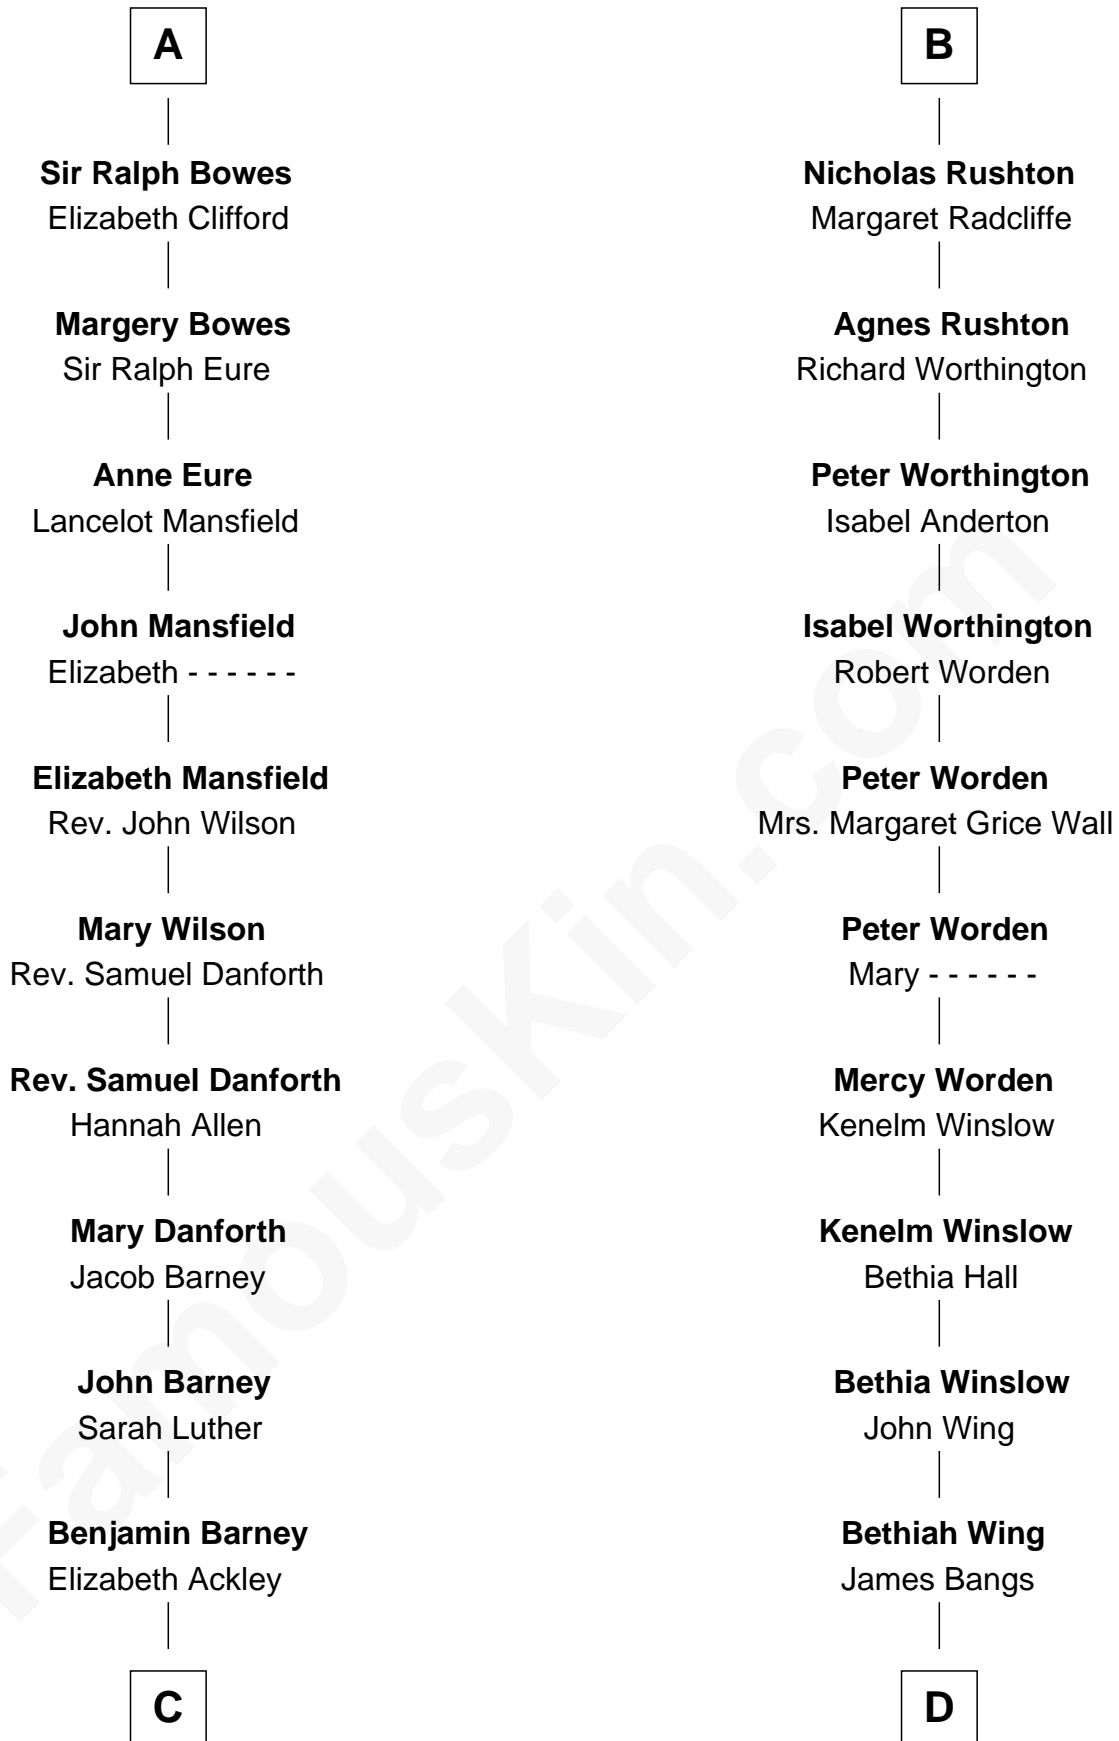 A
Sir Ralph Bowes
Elizabeth Clifford
Margery Bowes
Sir Ralph Eure
Anne Eure
Lancelot Mansfield
John Mansfield
Elizabeth - - - - - -
Elizabeth Mansfield
Rev. John Wilson
Mary Wilson
Rev. Samuel Danforth
Rev. Samuel Danforth
Hannah Allen
Mary Danforth
Jacob Barney
John Barney
Sarah Luther
Benjamin Barney
Elizabeth Ackley
C
B
Nicholas Rushton
Margaret Radcliffe
Agnes Rushton
Richard Worthington
Peter Worthington
Isabel Anderton
Isabel Worthington
Robert Worden
Peter Worden
Mrs. Margaret Grice Wall
Peter Worden
Mary - - - - - -
Mercy Worden
Kenelm Winslow
Kenelm Winslow
Bethia Hall
Bethia Winslow
John Wing
Bethiah Wing
James Bangs
D
FamousKin.com